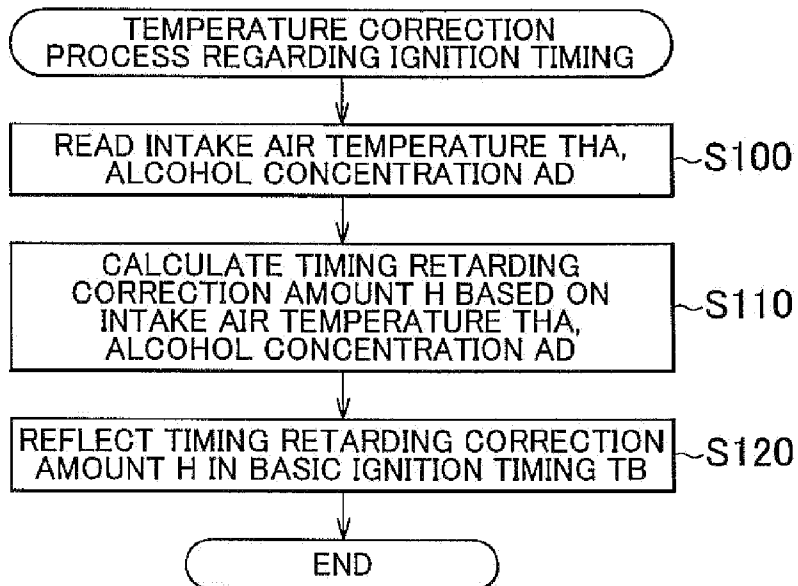 TEMPERATURE CORRECTION
PROCESS REGARDING IGNITION TIMING
READ INTAKE AIR TEMPERATURE THA,
ALCOHOL CONCENTRATION AD
S100
CALCULATE TIMING RETARDING
CORRECTION AMOUNT H BASED ON
INTAKE AIR TEMPERATURE THA,
ALCOHOL CONCENTRATION AD
S110
REFLECT TIMING RETARDING CORRECTION
AMOUNT H IN BASIC IGNITION TIMING TB
S120
END